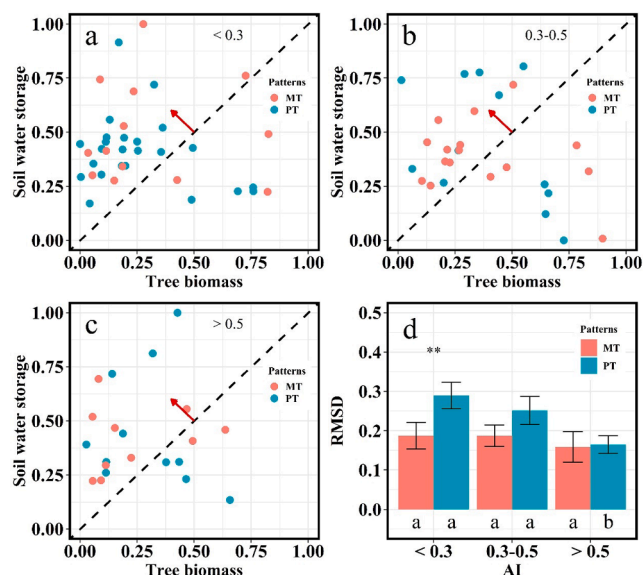 a
< 0.3
Patterns
MT
PT
Soil water storage
1.00
0.75
0.50
0.25
0.00
0.00 0.25 0.50 0.75 1.00
Tree biomass
b
0.3-0.5
Patterns
MT
PT
Soil water storage
1.00
0.75
0.50
0.25
0.00
0.00 0.25 0.50 0.75 1.00
Tree biomass
c
> 0.5
Patterns
MT
PT
Soil water storage
1.00
0.75
0.50
0.25
0.00
0.00 0.25 0.50 0.75 1.00
Tree biomass
d
Patterns
MT
PT
**
RMSD
0.5
0.4
0.3
0.2
0.1
0.0
a a a a a b
< 0.3 0.3-0.5 > 0.5
AI